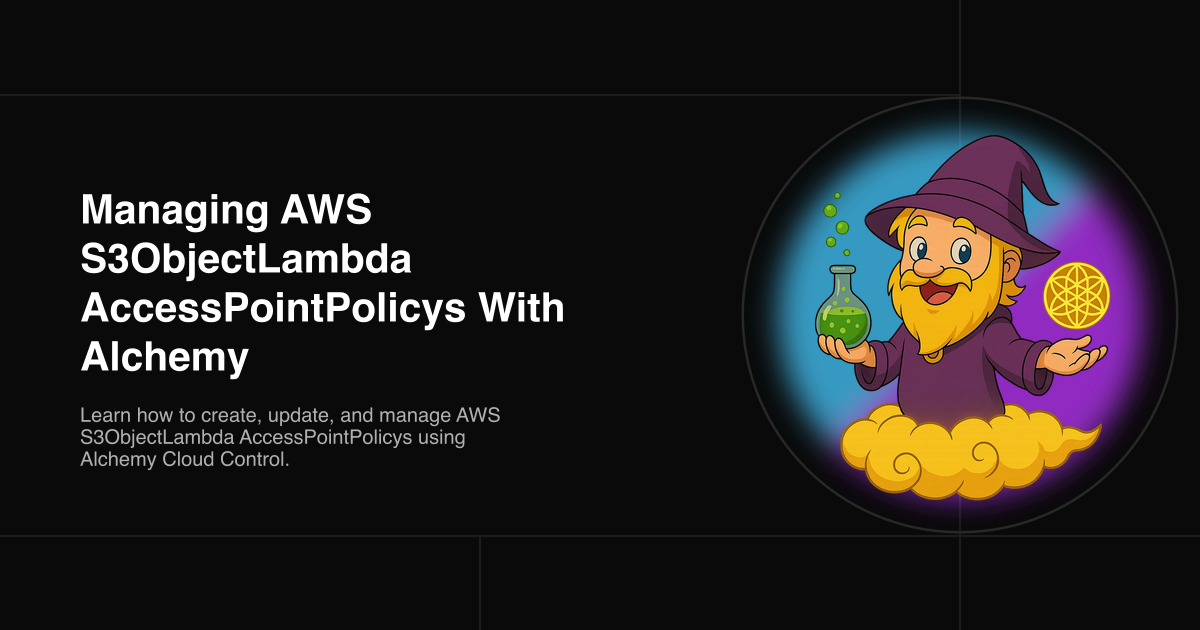 Managing AWS
S3ObjectLambda
AccessPointPolicys With
Alchemy
Learn how to create, update, and manage AWS
S3ObjectLambda AccessPointPolicys using
Alchemy Cloud Control.